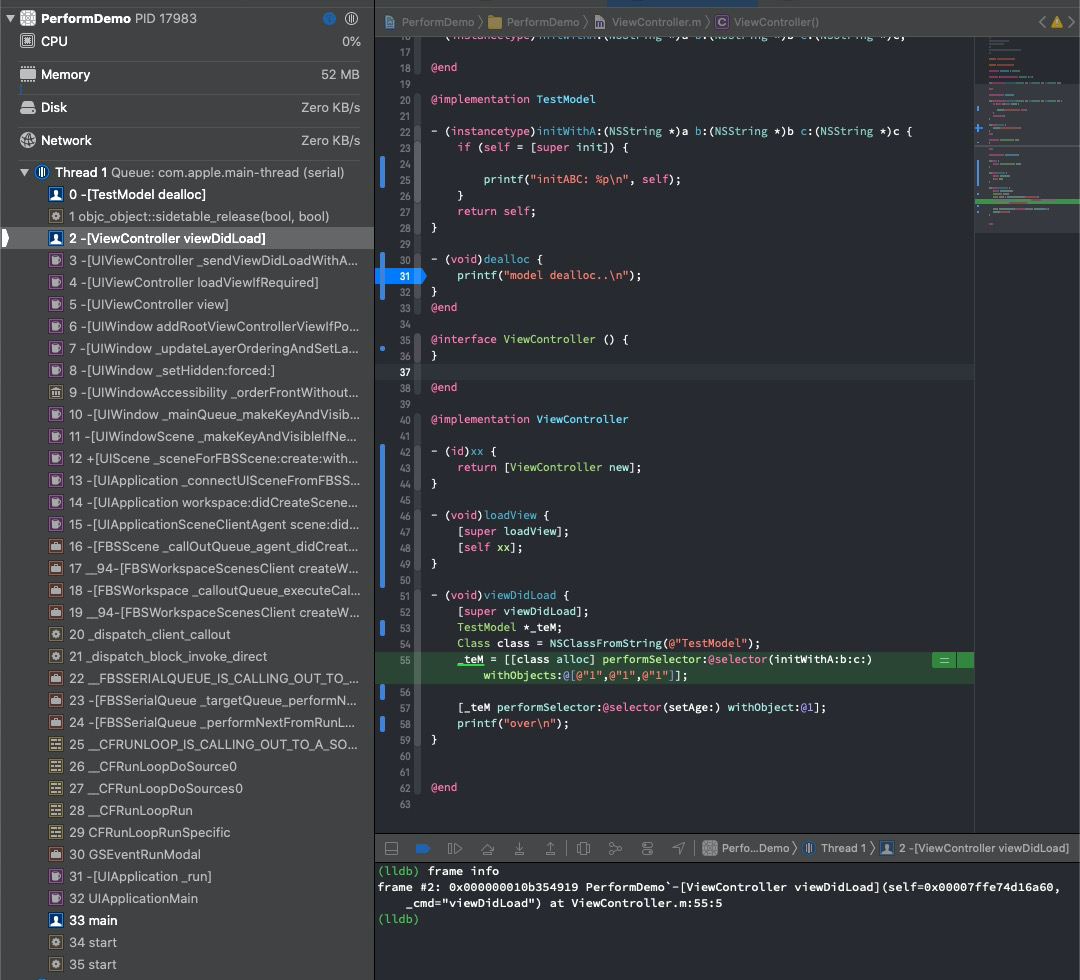 PerformDemo PID 17983
CPU 0%
Memory 52 MB
Disk Zero KB/s
Network Zero KB/s
Thread 1 Queue: com.apple.main-thread (serial)
0 -[TestModel dealloc]
1 objc_object::sidetable_release(bool, bool)
2 -[ViewController viewDidLoad]
3 -[UIViewController _sendViewDidLoadWithA...
4 -[UIViewController loadViewIfRequired]
5 -[UIViewController view]
6 -[UIWindow addRootViewControllerViewIfPo...
7 -[UIWindow _updateLayerOrderingAndSetLa...
8 -[UIWindow _setHidden:forced:]
9 -[UIWindowAccessibility _orderFrontWithout...
10 -[UIWindow _mainQueue_makeKeyAndVisib...
11 -[UIWindowScene _makeKeyAndVisibleIfNe...
12 +[UIScene _sceneForFBSScene:create:with...
13 -[UIApplication _connectUISceneFromFBSS...
14 -[UIApplication workspace:didCreateScene...
15 -[UIApplicationSceneClientAgent scene:did...
16 -[FBSScene _callOutQueue_agent_didCreat...
17 __94-[FBSWorkspaceScenesClient createW...
18 -[FBSWorkspace _calloutQueue_executeCal...
19 __94-[FBSWorkspaceScenesClient createW...
20 _dispatch_client_callout
21 _dispatch_block_invoke_direct
22 __FBSSERIALQUEUE_IS_CALLING_OUT_TO_...
23 -[FBSSerialQueue _targetQueue_performN...
24 -[FBSSerialQueue _performNextFromRunL...
25 __CFRUNLOOP_IS_CALLING_OUT_TO_A_SO...
26 __CFRunLoopDoSource0
27 __CFRunLoopDoSources0
28 __CFRunLoopRun
29 CFRunLoopRunSpecific
30 GSEventRunModal
31 -[UIApplication _run]
32 UIApplicationMain
33 main
34 start
35 start
PerformDemo PerformDemo ViewController.m C ViewController()
16 - (instancetype)initWithA:(NSString *)a b:(NSString *)b c:(NSString *)c;
17
18 @end
19
20 @implementation TestModel
21
22 - (instancetype)initWithA:(NSString *)a b:(NSString *)b c:(NSString *)c {
23 if (self = [super init]) {
24
25 printf("initABC: %p\n", self);
26 }
27 return self;
28 }
29
30 - (void)dealloc {
31 printf("model dealloc..\n");
32 }
33 @end
34
35 @interface ViewController () {
36 }
37
38 @end
39
40 @implementation ViewController
41
42 - (id)xx {
43 return [ViewController new];
44 }
45
46 - (void)loadView {
47 [super loadView];
48 [self xx];
49 }
50
51 - (void)viewDidLoad {
52 [super viewDidLoad];
53 TestModel *_teM;
54 Class class = NSClassFromString(@"TestModel");
55 _teM = [[class alloc] performSelector:@selector(initWithA:b:c:)
withObjects:@[@"1",@"1",@"1"]];
56
57 [_teM performSelector:@selector(setAge:) withObject:@1];
58 printf("over\n");
59 }
60
61
62 @end
63
Perfo...Demo Thread 1 2 -[ViewController viewDidLoad]
(lldb) frame info
frame #2: 0x000000010b354919 PerformDemo`-[ViewController viewDidLoad](self=0x00007ffe74d16a60,
_cmd="viewDidLoad") at ViewController.m:55:5
(lldb)